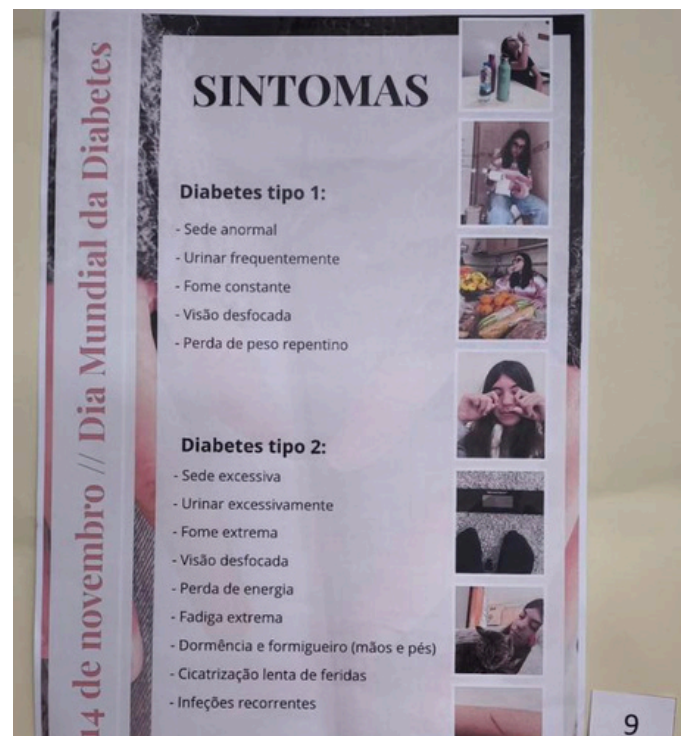 14 de novembro // Dia Mundial da Diabetes
SINTOMAS
Diabetes tipo 1:
- Sede anormal
- Urinar frequentemente
- Fome constante
- Visão desfocada
- Perda de peso repentino
Diabetes tipo 2:
- Sede excessiva
- Urinar excessivamente
- Fome extrema
- Visão desfocada
- Perda de energia
- Fadiga extrema
- Dormência e formigueiro (mãos e pés)
- Cicatrização lenta de feridas
- Infeções recorrentes
9